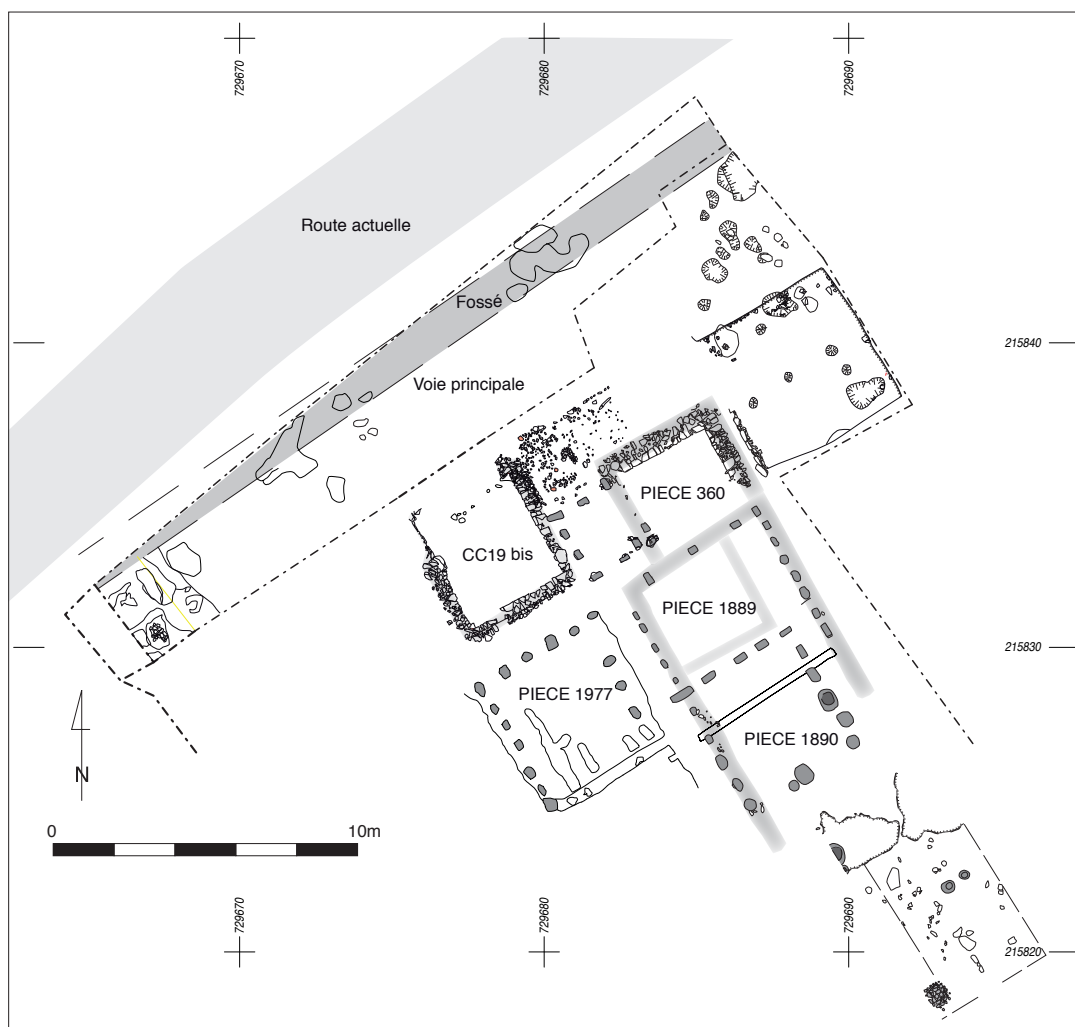 729670
729680
729690
Route actuelle
Fossé
215840
Voie principale
PIECE 360
CC19 bis
PIECE 1889
215830
PIECE 1977
PIECE 1890
N
0 10m
729670
729680
729690
215820